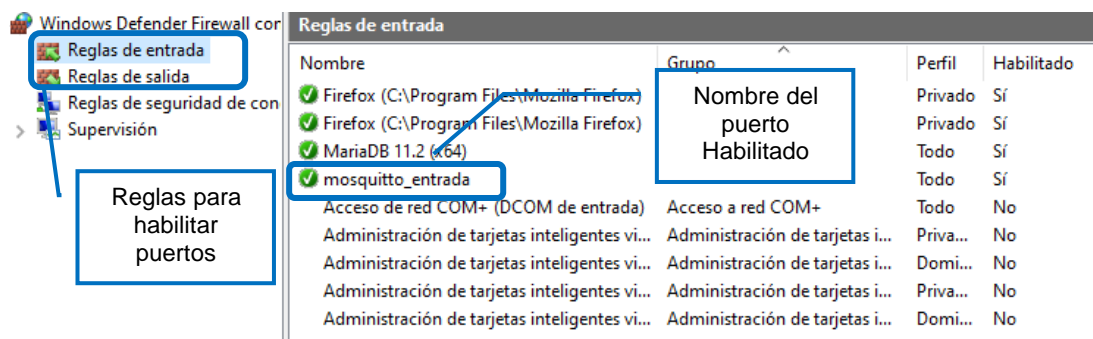 Windows Defender Firewall con
Reglas de entrada
Reglas de salida
Reglas de seguridad de con
Supervisión
Reglas para
habilitar
puertos
Reglas de entrada
Nombre Grupo Perfil Habilitado
Firefox (C:\Program Files\Mozilla Firefox) Privado Sí
Firefox (C:\Program Files\Mozilla Firefox) Privado Sí
MariaDB 11.2 (x64) Todo Sí
mosquitto_entrada Todo Sí
Acceso de red COM+ (DCOM de entrada) Acceso a red COM+ Todo No
Administración de tarjetas inteligentes vi... Administración de tarjetas i... Priva... No
Administración de tarjetas inteligentes vi... Administración de tarjetas i... Domi... No
Administración de tarjetas inteligentes vi... Administración de tarjetas i... Priva... No
Administración de tarjetas inteligentes vi... Administración de tarjetas i... Domi... No
Nombre del
puerto
Habilitado